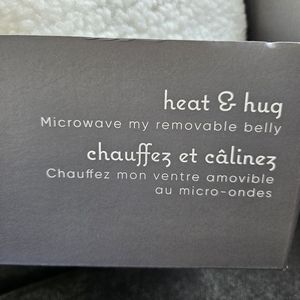 heat & hug
Microwave my removable belly
chauffez et câlinez
Chauffez mon ventre amovible
au micro-ondes